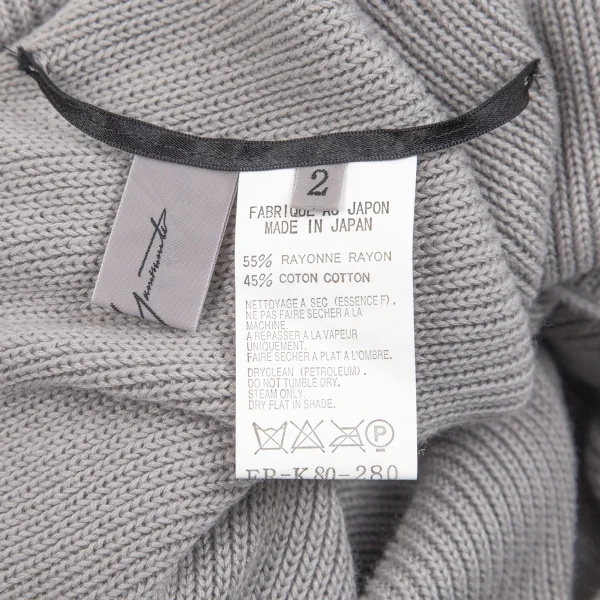 Yamamoto
2
FABRIQUE AU JAPON
MADE IN JAPAN
55% RAYONNE RAYON
45% COTON COTTON
NETTOYAGE A SEC (ESSENCE F).
NE PAS FAIRE SECHER A LA
MACHINE.
A REPASSER A LA VAPEUR
UNIQUEMENT.
FAIRE SECHER A PLAT A L'OMBRE.
DRYCLEAN (PETROLEUM).
DO NOT TUMBLE DRY.
STEAM ONLY.
DRY FLAT IN SHADE.
P
FR-K80-280